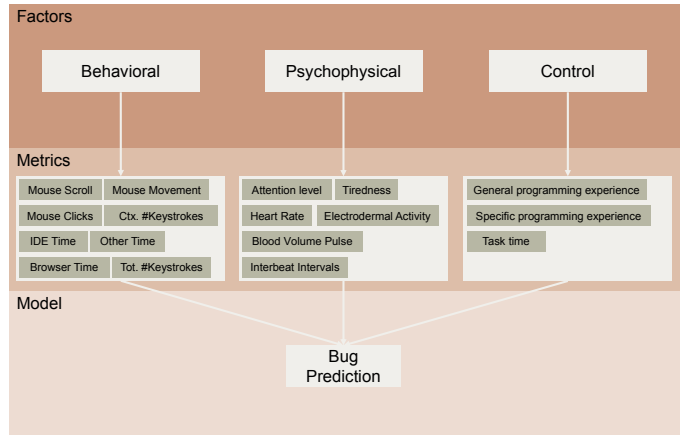 Factors
Behavioral
Psychophysical
Control
Metrics
Mouse Scroll
Mouse Movement
Mouse Clicks
Ctx. #Keystrokes
IDE Time
Other Time
Browser Time
Tot. #Keystrokes
Attention level
Tiredness
Heart Rate
Electrodermal Activity
Blood Volume Pulse
Interbeat Intervals
General programming experience
Specific programming experience
Task time
Model
Bug
Prediction